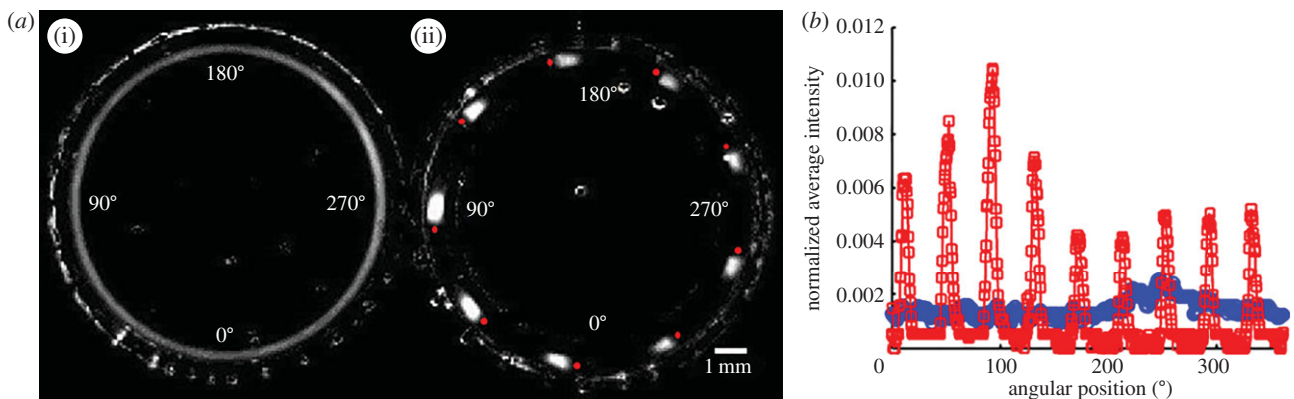 (a)
(i)
(ii)
180°
90°
270°
0°
180°
90°
270°
0°
1 mm
(b)
normalized average intensity
0.012
0.010
0.008
0.006
0.004
0.002
0
100
200
300
angular position (°)